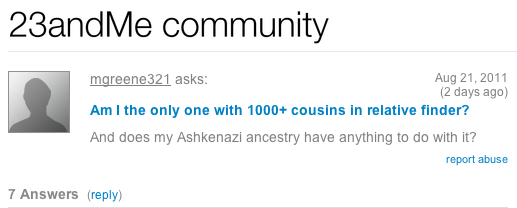 23andMe community
mgreene321 asks:
Aug 21, 2011
(2 days ago)
Am I the only one with 1000+ cousins in relative finder?
And does my Ashkenazi ancestry have anything to do with it?
report abuse
7 Answers (reply)